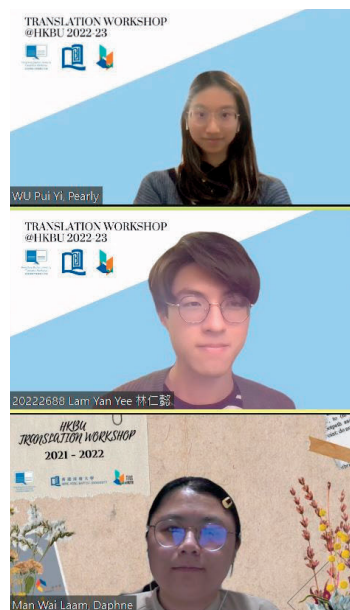 TRANSLATION WORKSHOP
@HKBU 2022-23
WU Pui Yi, Pearly
TRANSLATION WORKSHOP
@HKBU 2022-23
20222688 Lam Yan Yee 林仁懿
HKBU
TRANSLATION WORKSHOP
2021 - 2022
Man Wai Laam, Daphne